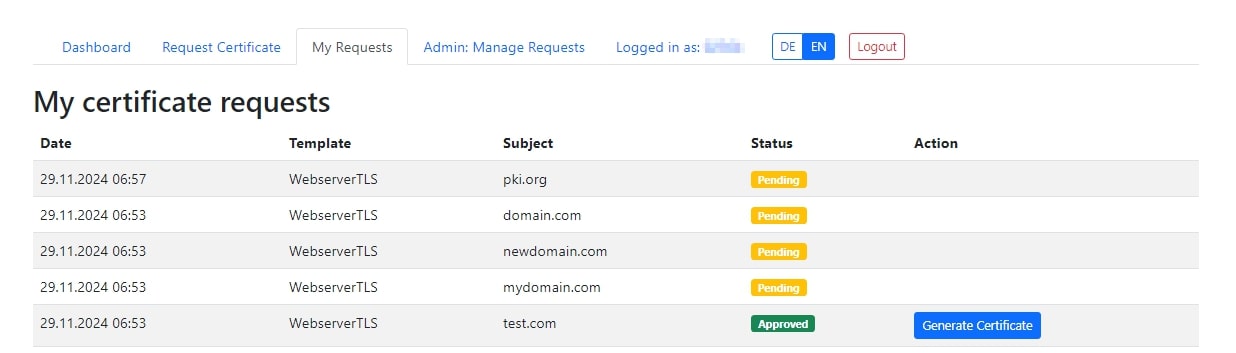 Dashboard Request Certificate My Requests Admin: Manage Requests Logged in as: DE EN Logout
My certificate requests
Date Template Subject Status Action
29.11.2024 06:57 WebserverTLS pki.org Pending
29.11.2024 06:53 WebserverTLS domain.com Pending
29.11.2024 06:53 WebserverTLS newdomain.com Pending
29.11.2024 06:53 WebserverTLS mydomain.com Pending
29.11.2024 06:53 WebserverTLS test.com Approved Generate Certificate